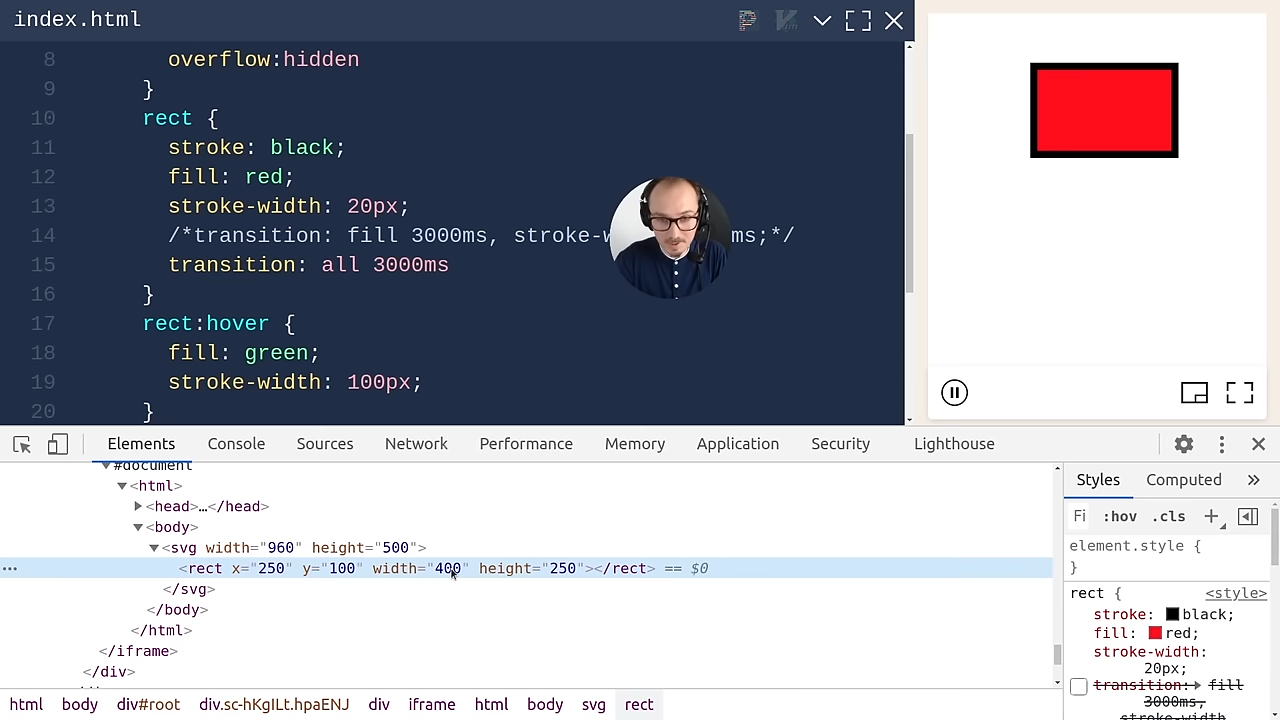 index.html
8 overflow:hidden
9 }
10 rect {
11 stroke: black;
12 fill: red;
13 stroke-width: 20px;
14 /*transition: fill 3000ms, stroke-w ms;*/
15 transition: all 3000ms
16 }
17 rect:hover {
18 fill: green;
19 stroke-width: 100px;
20 }
Elements Console Sources Network Performance Memory Application Security Lighthouse
#document
<html>
<head>…</head>
<body>
<svg width="960" height="500">
<rect x="250" y="100" width="400" height="250"></rect> == $0
</svg>
</body>
</html>
</iframe>
</div>
html body div#root div.sc-hKgILt.hpaENJ div iframe html body svg rect
Styles Computed »
Fi :hov .cls +
element.style {
}
rect { <style>
stroke: black;
fill: red;
stroke-width:
20px;
transition: fill
3000ms,
stroke-width